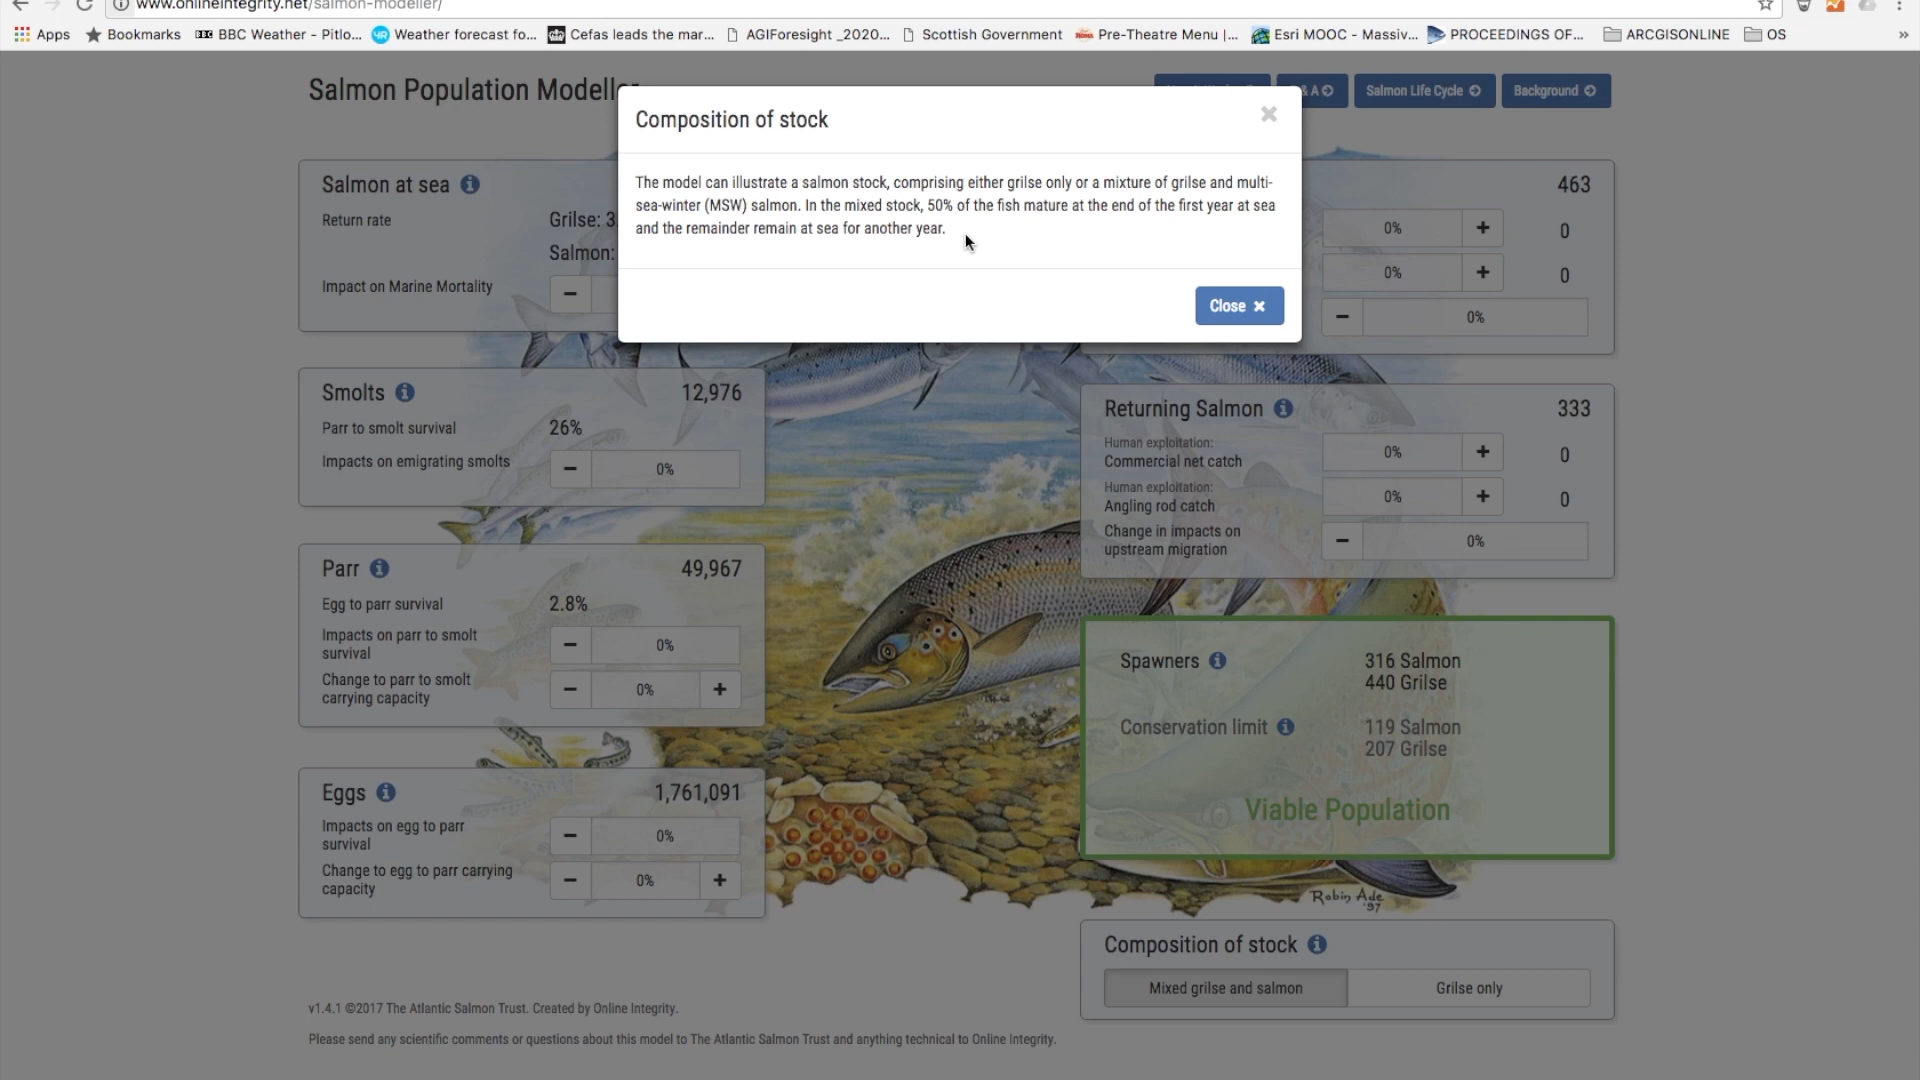 www.onlineintegrity.net/salmon-modeller/
Apps Bookmarks BBC Weather - Pitlo... Weather forecast fo... Cefas leads the mar... AGIForesight _2020... Scottish Government Pre-Theatre Menu |... Esri MOOC - Massiv... PROCEEDINGS OF... ARCGISONLINE OS »
Salmon Population Modeller
& A
Salmon Life Cycle
Background
Composition of stock
The model can illustrate a salmon stock, comprising either grilse only or a mixture of grilse and multi-
sea-winter (MSW) salmon. In the mixed stock, 50% of the fish mature at the end of the first year at sea
and the remainder remain at sea for another year.
Close
Salmon at sea
Return rate
Grilse: 3
Salmon:
Impact on Marine Mortality
463
0% + 0
0% + 0
− 0%
Smolts 12,976
Parr to smolt survival 26%
Impacts on emigrating smolts − 0%
Returning Salmon 333
Human exploitation:
Commercial net catch 0% + 0
Human exploitation:
Angling rod catch 0% + 0
Change in impacts on
upstream migration − 0%
Parr 49,967
Egg to parr survival 2.8%
Impacts on parr to smolt
survival − 0%
Change to parr to smolt
carrying capacity − 0% +
Spawners 316 Salmon
440 Grilse
Conservation limit 119 Salmon
207 Grilse
Viable Population
Eggs 1,761,091
Impacts on egg to parr
survival − 0%
Change to egg to parr carrying
capacity − 0% +
Robin Ade
'97
Composition of stock
Mixed grilse and salmon Grilse only
v1.4.1 ©2017 The Atlantic Salmon Trust. Created by Online Integrity.
Please send any scientific comments or questions about this model to The Atlantic Salmon Trust and anything technical to Online Integrity.